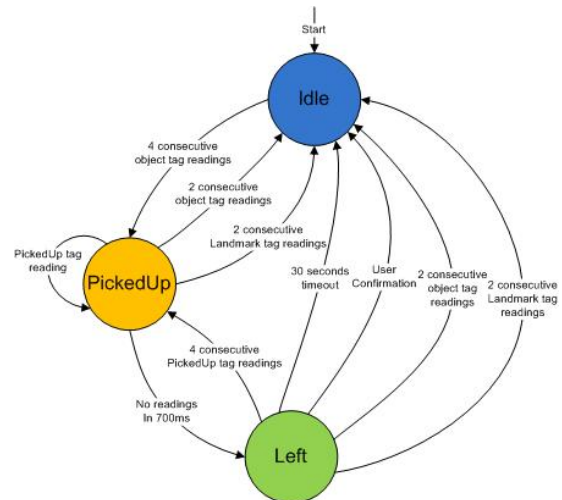 Start
Idle
4 consecutive
object tag readings
2 consecutive
object tag readings
2 consecutive
Landmark tag readings
PickedUp tag
reading
PickedUp
30 seconds
timeout
User
Confirmation
2 consecutive
object tag
readings
2 consecutive
Landmark tag
readings
4 consecutive
PickedUp tag readings
No readings
In 700ms
Left